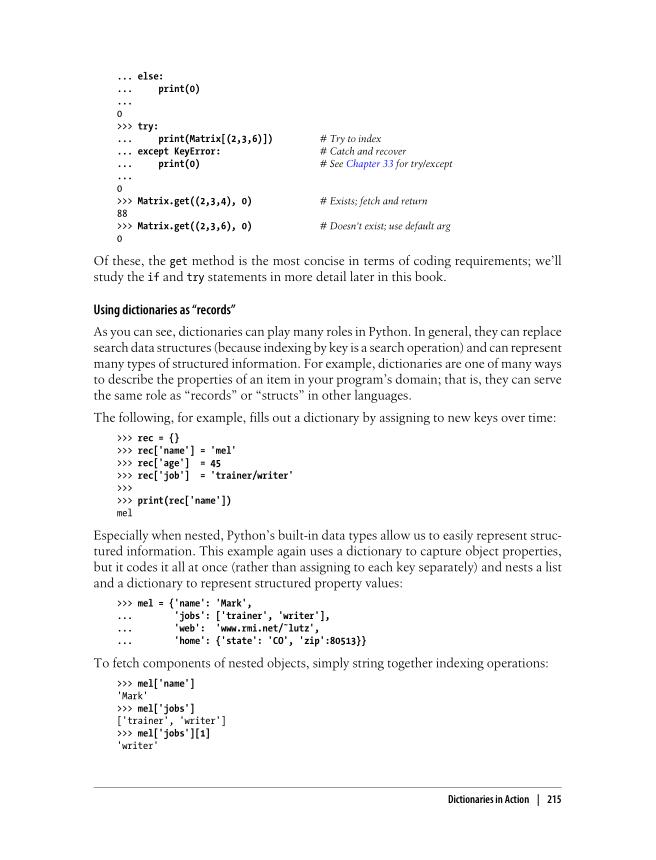 ... else:
...     print(0)
...
0
>>> try:
...     print(Matrix[(2,3,6)])          # Try to index
... except KeyError:                    # Catch and recover
...     print(0)                        # See Chapter 33 for try/except
...
0
>>> Matrix.get((2,3,4), 0)              # Exists; fetch and return
88
>>> Matrix.get((2,3,6), 0)              # Doesn't exist; use default arg
0
Of these, the get method is the most concise in terms of coding requirements; we’ll
study the if and try statements in more detail later in this book.
Using dictionaries as “records”
As you can see, dictionaries can play many roles in Python. In general, they can replace
search data structures (because indexing by key is a search operation) and can represent
many types of structured information. For example, dictionaries are one of many ways
to describe the properties of an item in your program’s domain; that is, they can serve
the same role as “records” or “structs” in other languages.
The following, for example, fills out a dictionary by assigning to new keys over time:
>>> rec = {}
>>> rec['name'] = 'mel'
>>> rec['age']  = 45
>>> rec['job']  = 'trainer/writer'
>>>
>>> print(rec['name'])
mel
Especially when nested, Python’s built-in data types allow us to easily represent struc-
tured information. This example again uses a dictionary to capture object properties,
but it codes it all at once (rather than assigning to each key separately) and nests a list
and a dictionary to represent structured property values:
>>> mel = {'name': 'Mark',
...        'jobs': ['trainer', 'writer'],
...        'web':  'www.rmi.net/˜lutz',
...        'home': {'state': 'CO', 'zip':80513}}
To fetch components of nested objects, simply string together indexing operations:
>>> mel['name']
'Mark'
>>> mel['jobs']
['trainer', 'writer']
>>> mel['jobs'][1]
'writer'
Dictionaries in Action | 215